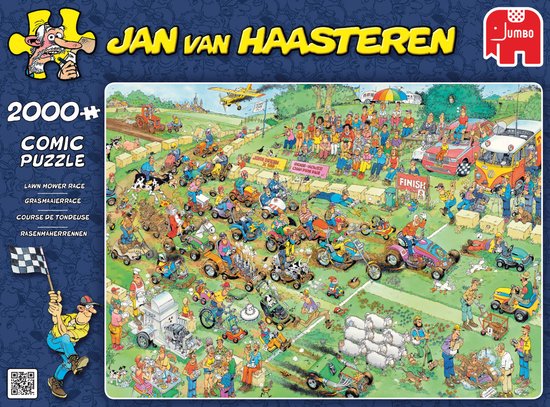 JAN VAN HAASTEREN
JUMBO
2000
COMIC
PUZZLE
LAWN MOWER RACE
GRASMAAIERRACE
COURSE DE TONDEUSE
RASENMÄHERRENNEN
FINISH